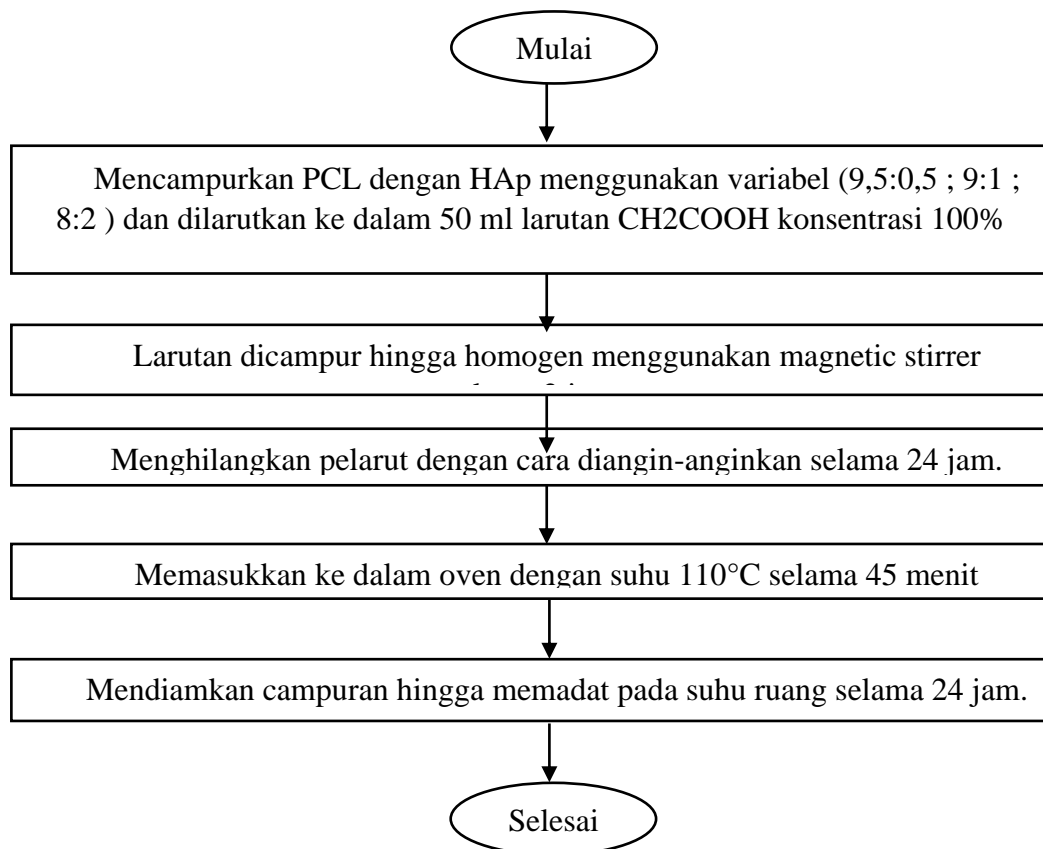 Mulai
Mencampurkan PCL dengan HAp menggunakan variabel (9,5:0,5 ; 9:1 ;
8:2 ) dan dilarutkan ke dalam 50 ml larutan CH2COOH konsentrasi 100%
Larutan dicampur hingga homogen menggunakan magnetic stirrer
Menghilangkan pelarut dengan cara diangin-anginkan selama 24 jam.
Memasukkan ke dalam oven dengan suhu 110°C selama 45 menit
Mendiamkan campuran hingga memadat pada suhu ruang selama 24 jam.
Selesai